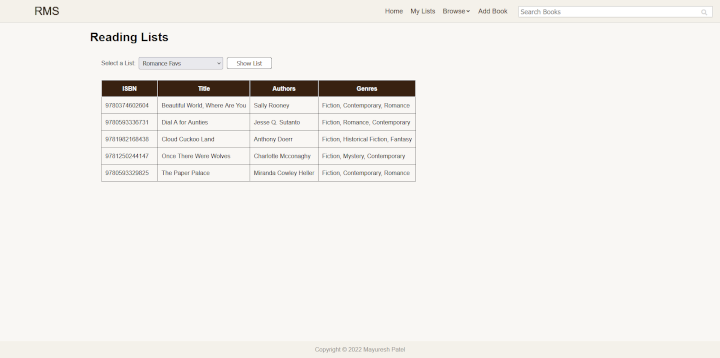 RMS Home My Lists Browse Add Book Search Books
Reading Lists
Select a List: Romance Favs Show List
ISBN Title Authors Genres
9780374602604 Beautiful World, Where Are You Sally Rooney Fiction, Contemporary, Romance
9780593336731 Dial A for Aunties Jesse Q. Sutanto Fiction, Romance, Contemporary
9781982168438 Cloud Cuckoo Land Anthony Doerr Fiction, Historical Fiction, Fantasy
9781250244147 Once There Were Wolves Charlotte Mcconaghy Fiction, Mystery, Contemporary
9780593329825 The Paper Palace Miranda Cowley Heller Fiction, Contemporary, Romance
Copyright © 2022 Mayuresh Patel